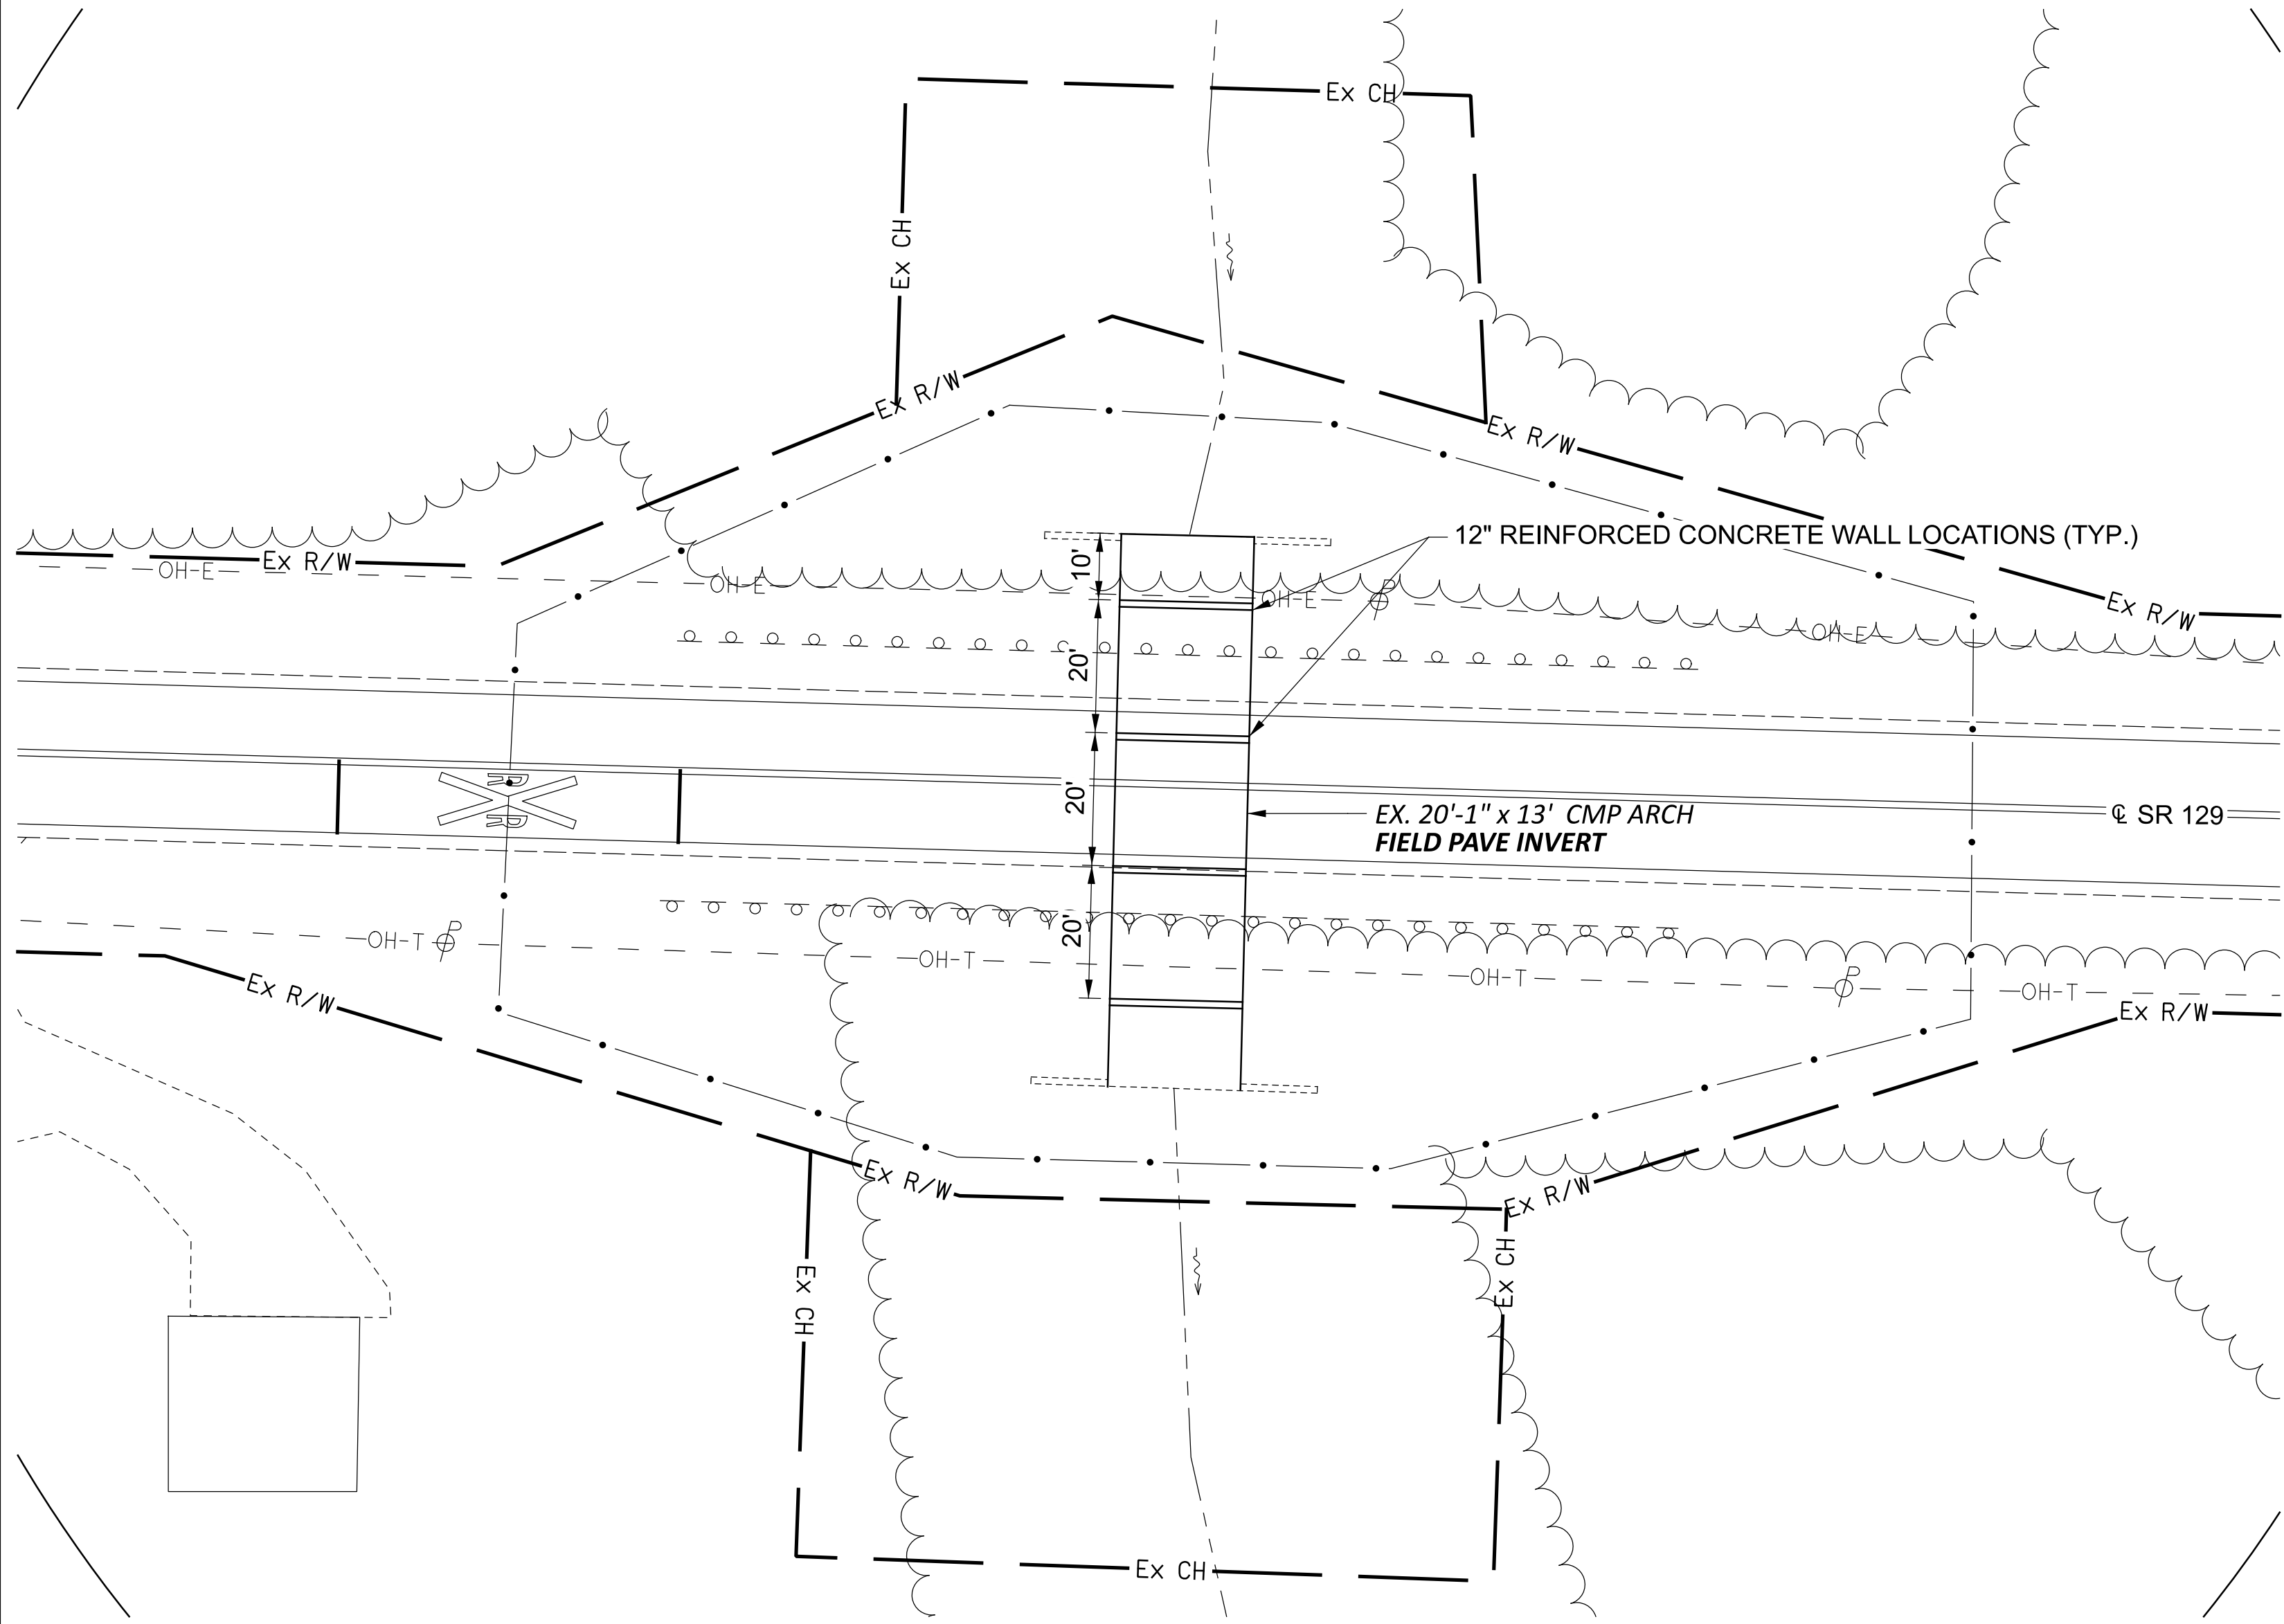 Ex CH
Ex CH
Ex R/W
Ex R/W
12" REINFORCED CONCRETE WALL LOCATIONS (TYP.)
Ex R/W
OH-E
OH-E
10'
OH-E
P
Ex R/W
OH-E
20'
R
R
20'
EX. 20'-1" x 13' CMP ARCH
FIELD PAVE INVERT
℄ SR 129
20'
OH-T
P
OH-T
OH-T
P
OH-T
Ex R/W
Ex R/W
Ex R/W
Ex R/W
Ex CH
Ex CH
Ex CH